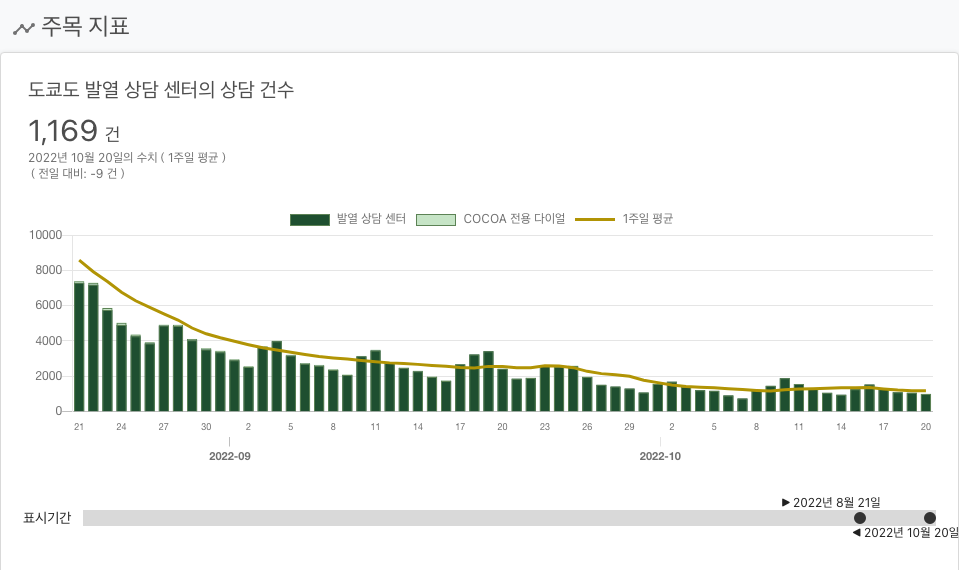 주목 지표
도쿄도 발열 상담 센터의 상담 건수
1,169 건
2022년 10월 20일의 수치 ( 1주일 평균 )
( 전일 대비: -9 건 )
발열 상담 센터 COCOA 전용 다이얼 1주일 평균
10000
8000
6000
4000
2000
0
21 24 27 30 2 5 8 11 14 17 20 23 26 29 2 5 8 11 14 17 20
2022-09 2022-10
▶ 2022년 8월 21일
표시기간
◀ 2022년 10월 20일